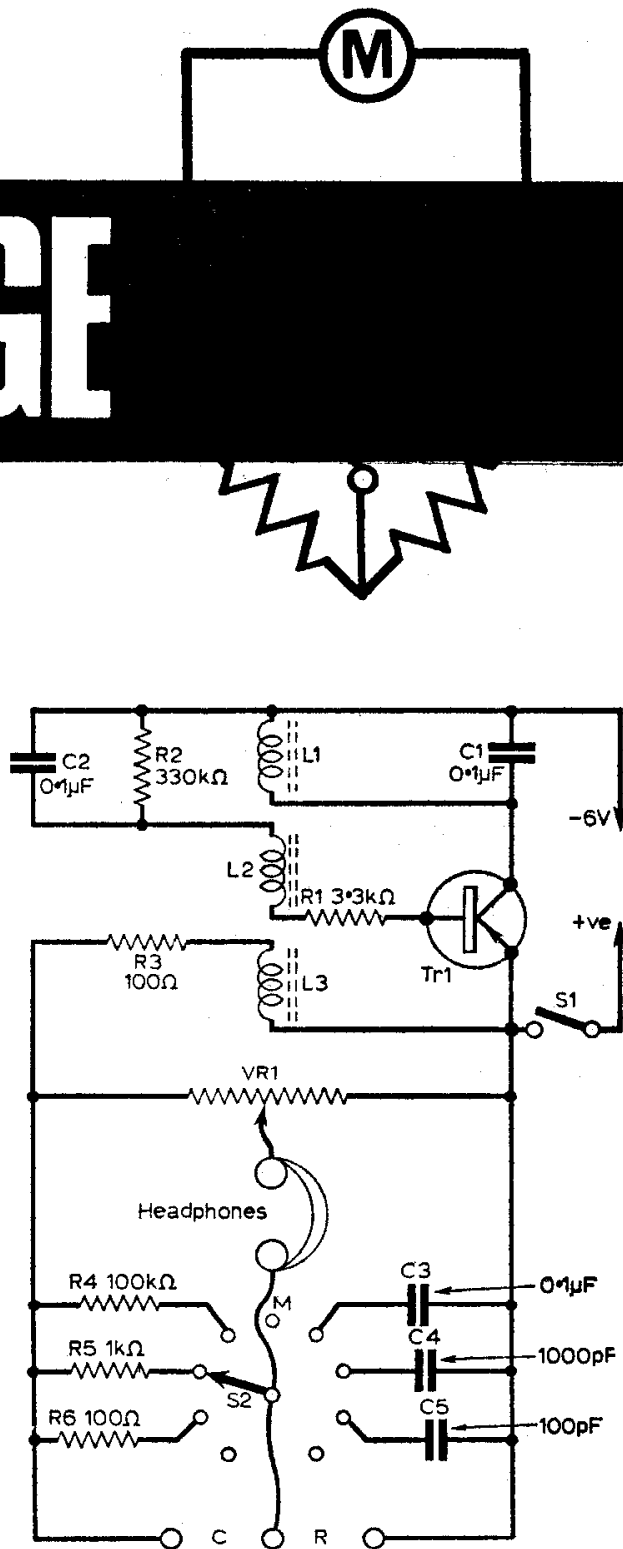 M
GE
C2
0·1µF
R2
330kΩ
L1
C1
0·1µF
-6V
L2
R1 3·3kΩ
+ve
R3
100Ω
L3
Tr1
S1
VR1
Headphones
R4 100kΩ
M
C3
0·1µF
R5 1kΩ
C4
1000pF
S2
R6 100Ω
C5
100pF
C
R